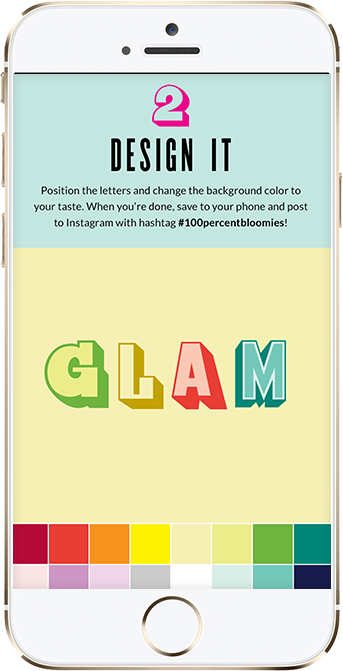 2
DESIGN IT
Position the letters and change the background color to
your taste. When you're done, save to your phone and post
to Instagram with hashtag #100percentbloomies!
GLAM